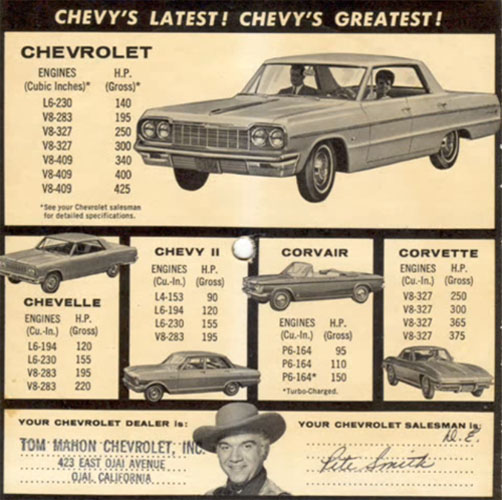 CHEVY'S LATEST! CHEVY'S GREATEST!
CHEVROLET
ENGINES H.P.
(Cubic Inches)* (Gross)*
L6-230 140
V8-283 195
V8-327 250
V8-327 300
V8-409 340
V8-409 400
V8-409 425
*See your Chevrolet salesman
for detailed specifications.
CHEVELLE
ENGINES H.P.
(Cu.-In.) (Gross)
L6-194 120
L6-230 155
V8-283 195
V8-283 220
CHEVY II
ENGINES H.P.
(Cu.-In.) (Gross)
L4-153 90
L6-194 120
L6-230 155
V8-283 195
CORVAIR
ENGINES H.P.
(Cu.-In.) (Gross)
P6-164 95
P6-164 110
P6-164* 150
*Turbo-Charged.
CORVETTE
ENGINES H.P.
(Cu.-In.) (Gross)
V8-327 250
V8-327 300
V8-327 365
V8-327 375
YOUR CHEVROLET DEALER is:
TOM MAHON CHEVROLET, INC.
423 EAST OJAI AVENUE
OJAI, CALIFORNIA
YOUR CHEVROLET SALESMAN is:
Pete Smith